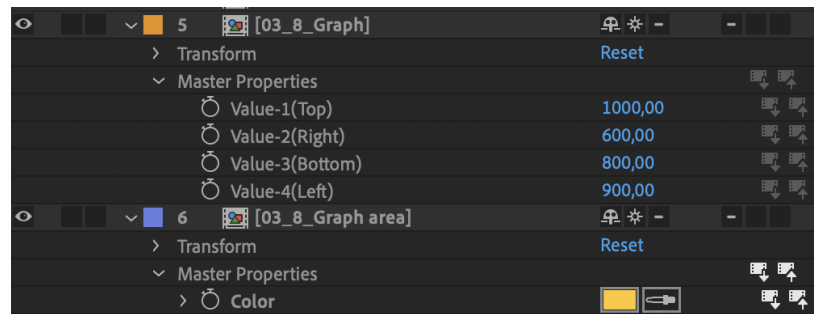 5 [03_8_Graph]
Transform Reset
Master Properties
Value-1(Top) 1000,00
Value-2(Right) 600,00
Value-3(Bottom) 800,00
Value-4(Left) 900,00
6 [03_8_Graph area]
Transform Reset
Master Properties
Color